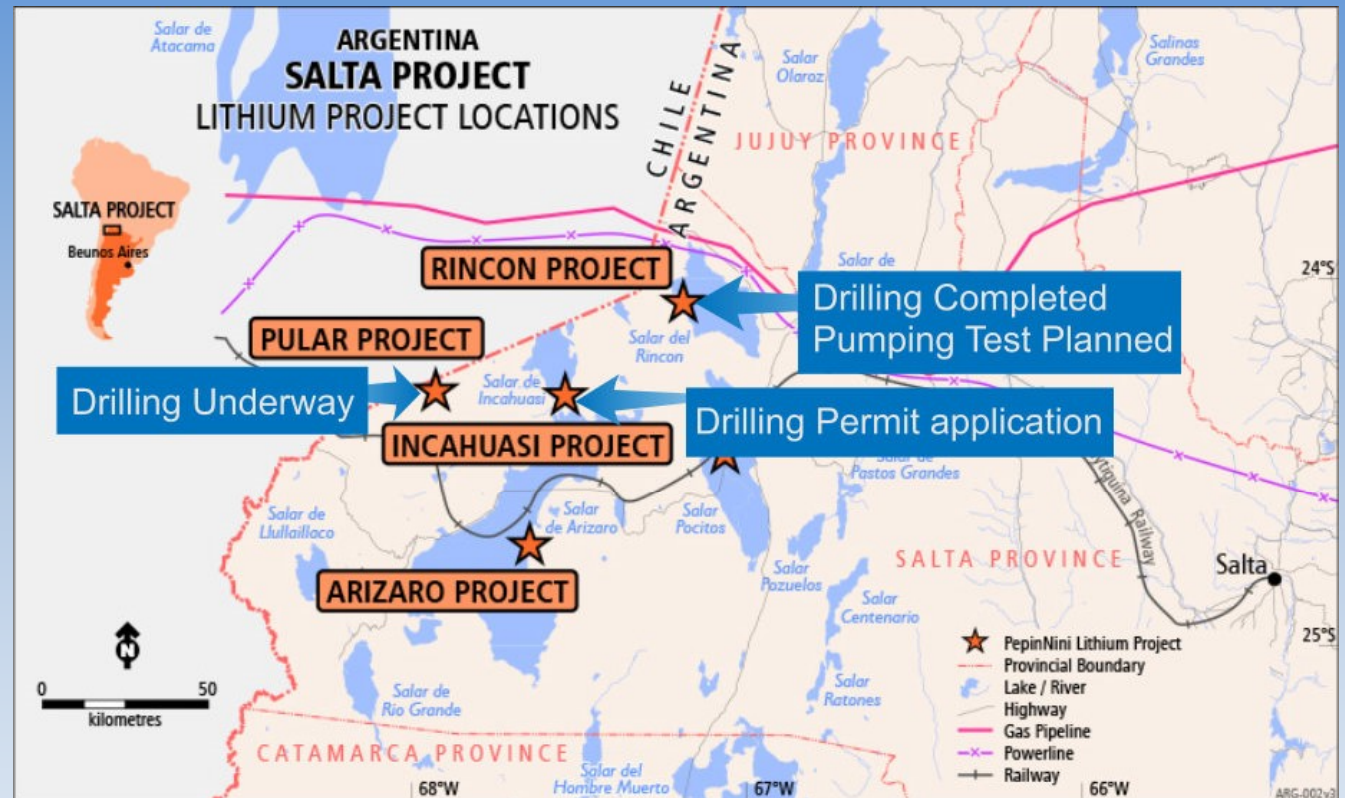 Salar de
Atacama
ARGENTINA
SALTA PROJECT
LITHIUM PROJECT LOCATIONS
CHILE
ARGENTINA
Salar
Olaroz
Salinas
Grandes
JUJUY PROVINCE
SALTA PROJECT
Beunos Aires
RINCON PROJECT
Salar de
24°S
Drilling Completed
Pumping Test Planned
Salar del
Rincon
PULAR PROJECT
Drilling Underway
Salar de
Incahuasi
Drilling Permit application
INCAHUASI PROJECT
Salar de
Pastos Grandes
Salar de
Llullaillaco
Salar
de Arizaro
Salar
Pocitos
Railway
SALTA PROVINCE
Salta
ARIZARO PROJECT
Salar
Pozuelos
Salar
Centenario
25°S
N
0 50
kilometres
Salar de
Rio Grande
Salar
Ratones
PepinNini Lithium Project
Provincial Boundary
Lake / River
Highway
Gas Pipeline
Powerline
Railway
CATAMARCA PROVINCE
Salar del
Hombre Muerto
68°W
67°W
66°W
ARG-002v3